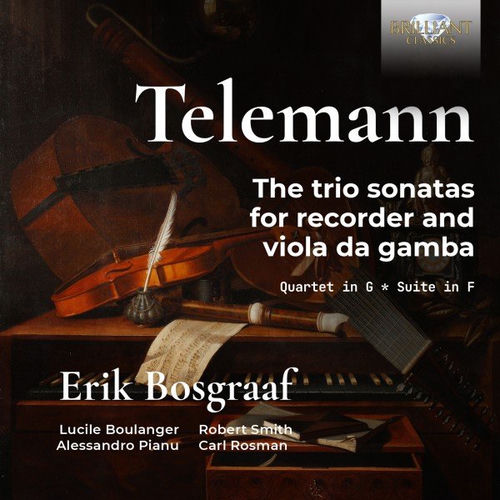 BRILLIANT
CLASSICS
Telemann
The trio sonatas
for recorder and
viola da gamba
Quartet in G * Suite in F
Erik Bosgraaf
Lucile Boulanger Robert Smith
Alessandro Pianu Carl Rosman